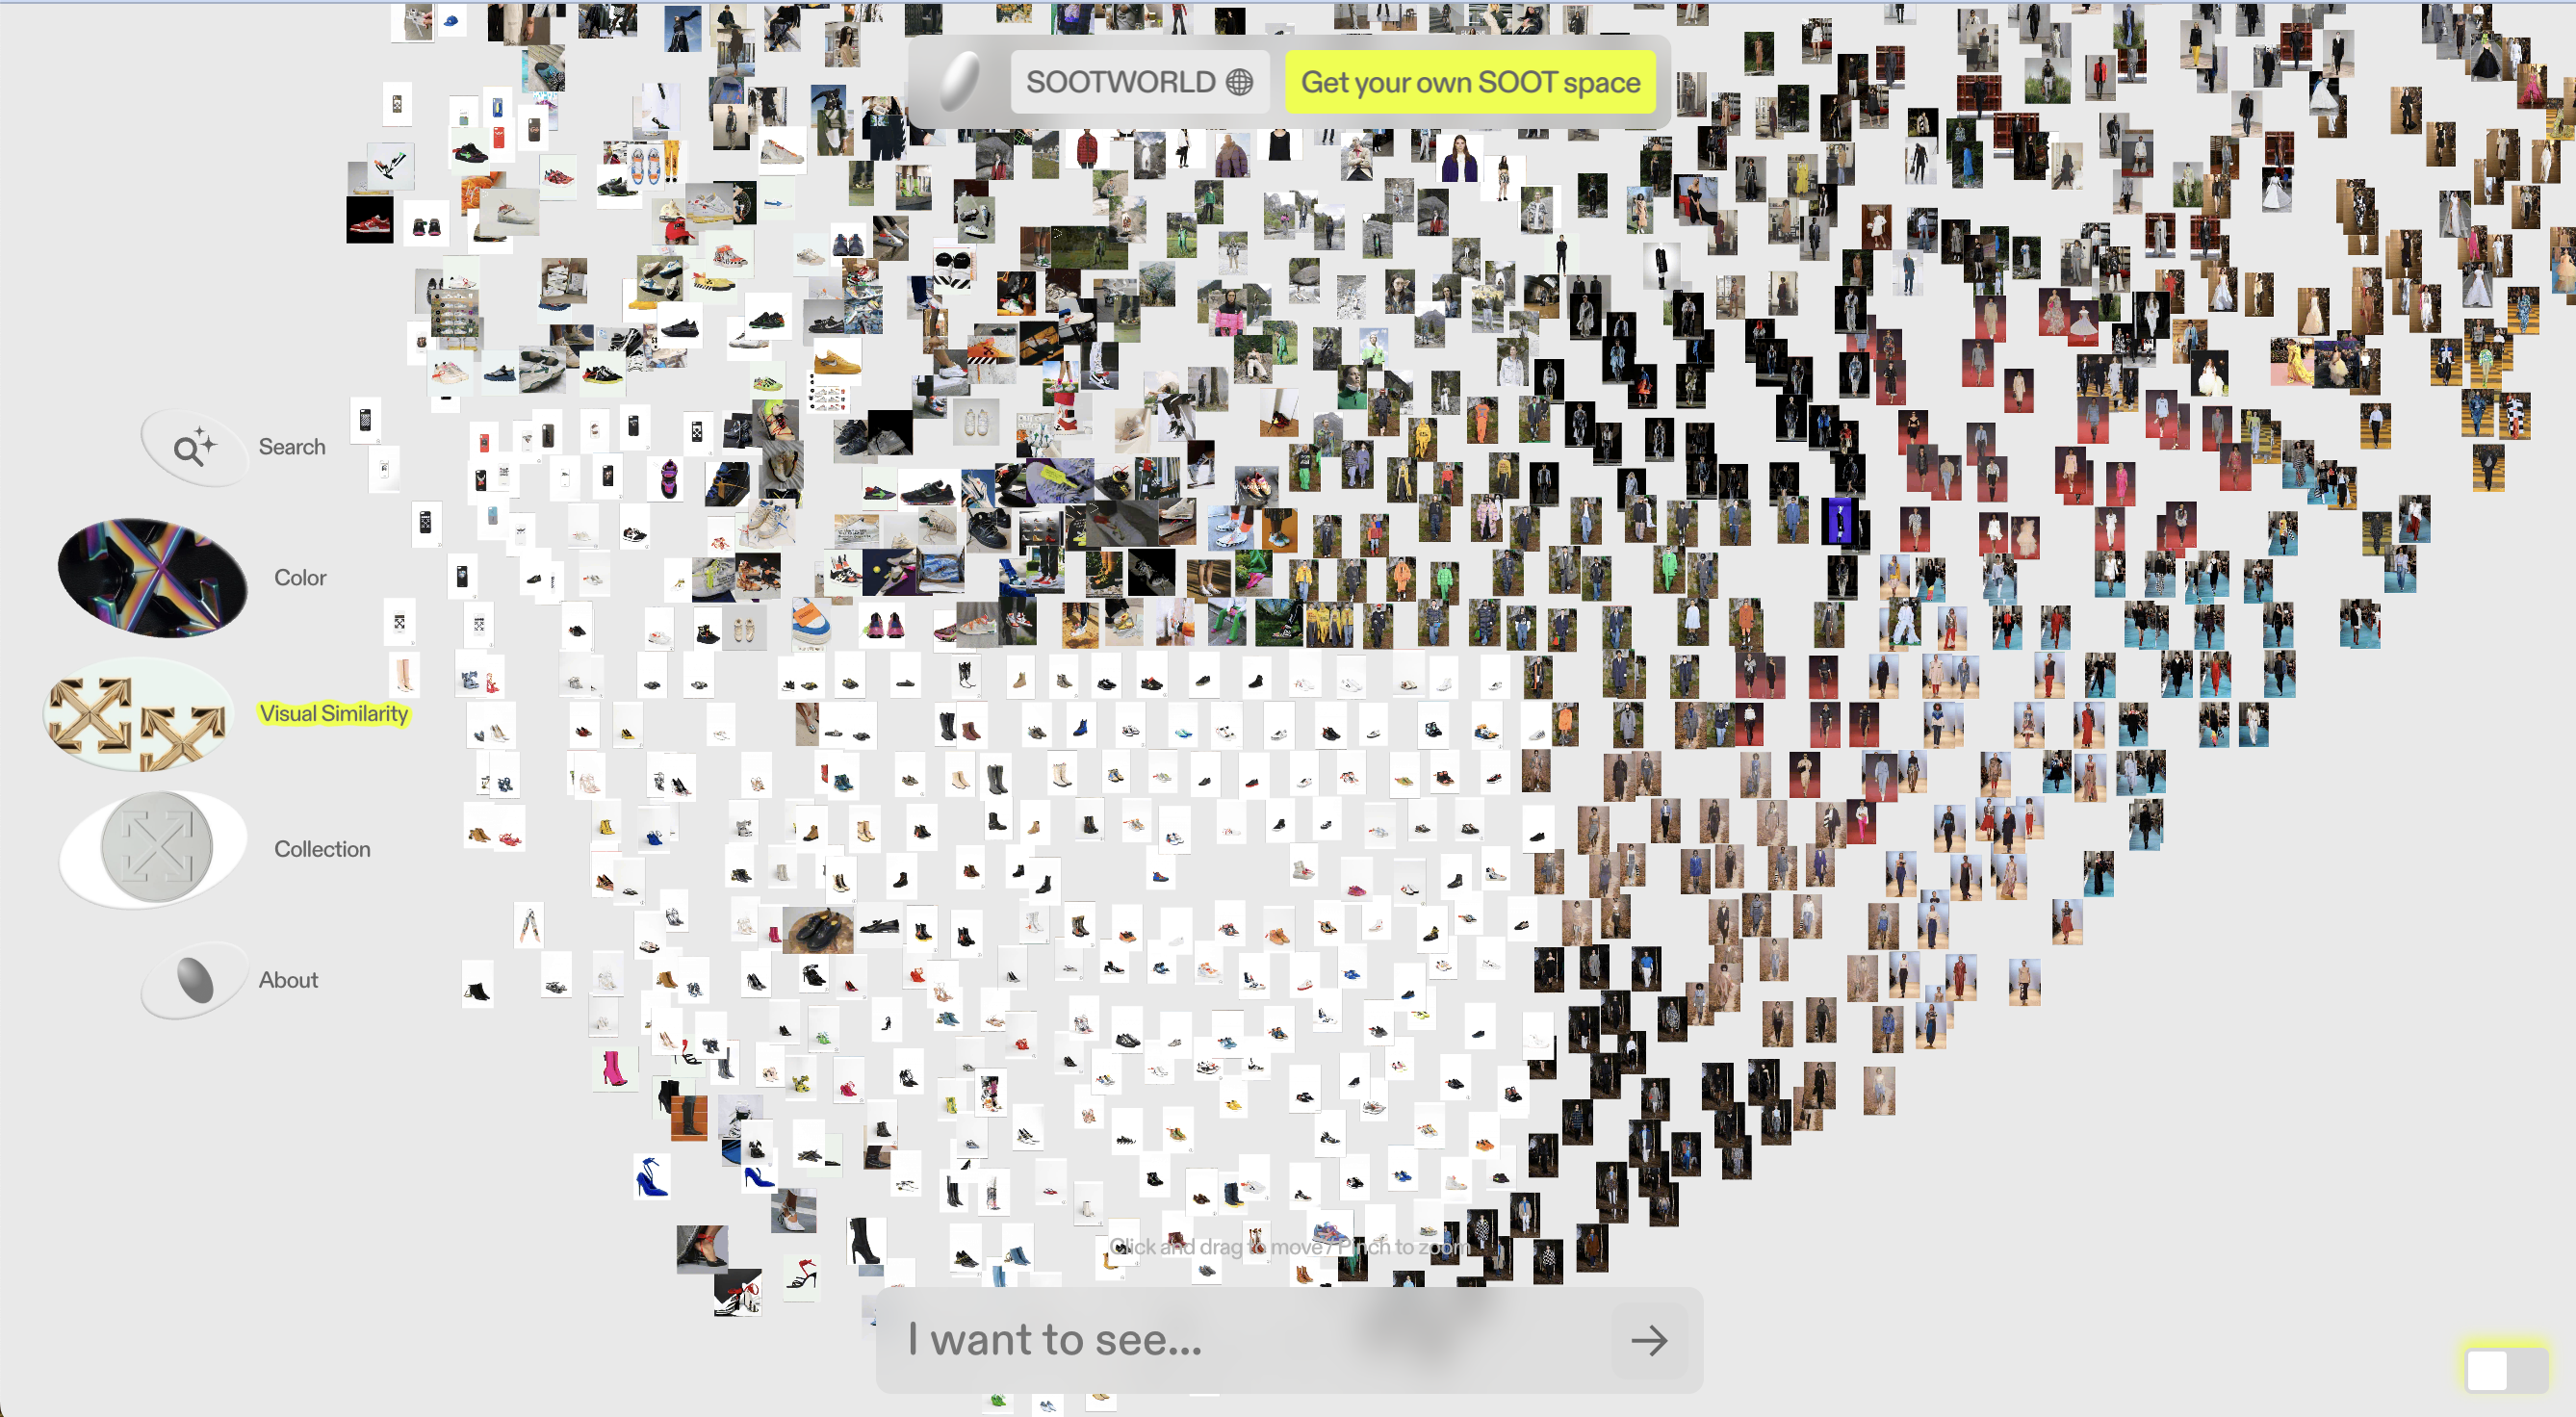 SOOTWORLD
Get your own SOOT space
Search
Color
Visual Similarity
Collection
About
Click and drag to move / Pinch to zoom
I want to see...